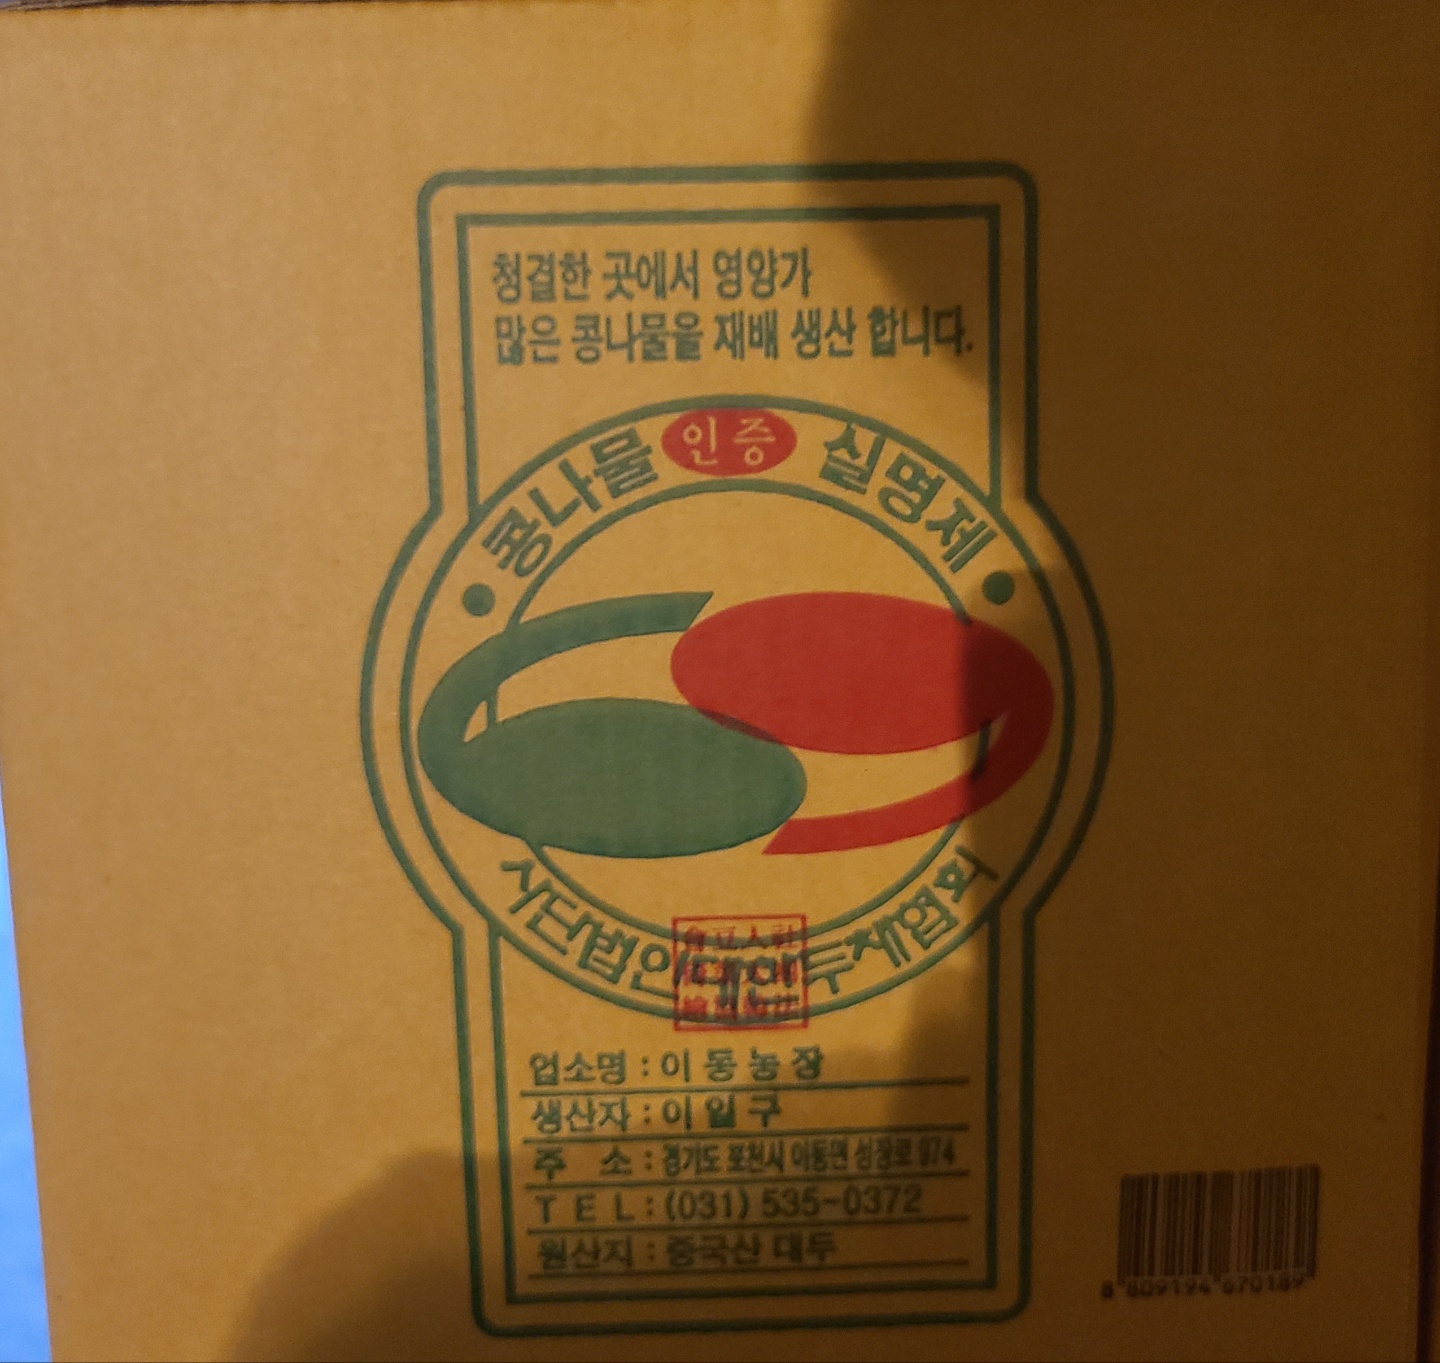 청결한 곳에서 영양가
많은 콩나물을 재배 생산 합니다.
콩나물 인증 실명제
사단법인 대한두채협회
업소명 : 이동농장
생산자 : 이일구
주 소 : 경기도 포천시 이동면 성장로 974
T E L : (031) 535-0372
원산지 : 중국산 대두
8 809194 670189